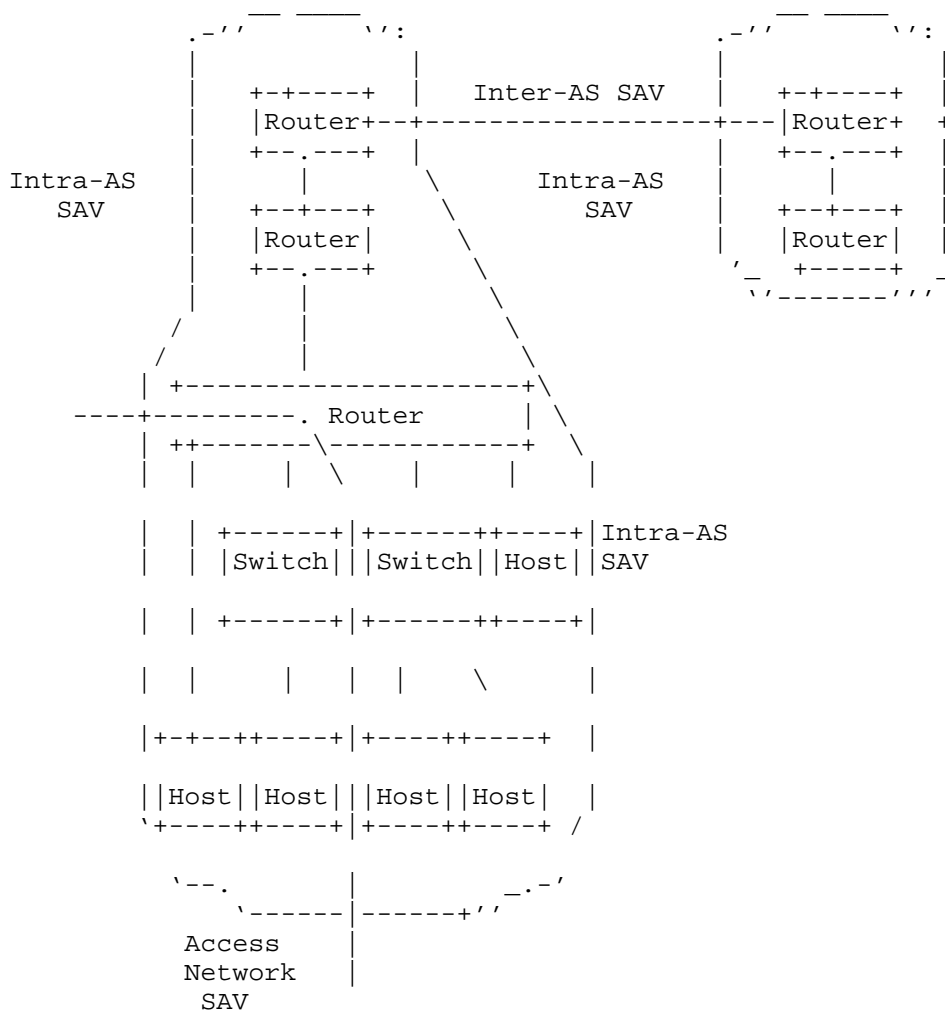 Inter-AS SAV
Router Router
Intra-AS Intra-AS
SAV SAV
Router Router
Router
Intra-AS
Switch Switch Host SAV
Host Host Host Host
Access
Network
SAV